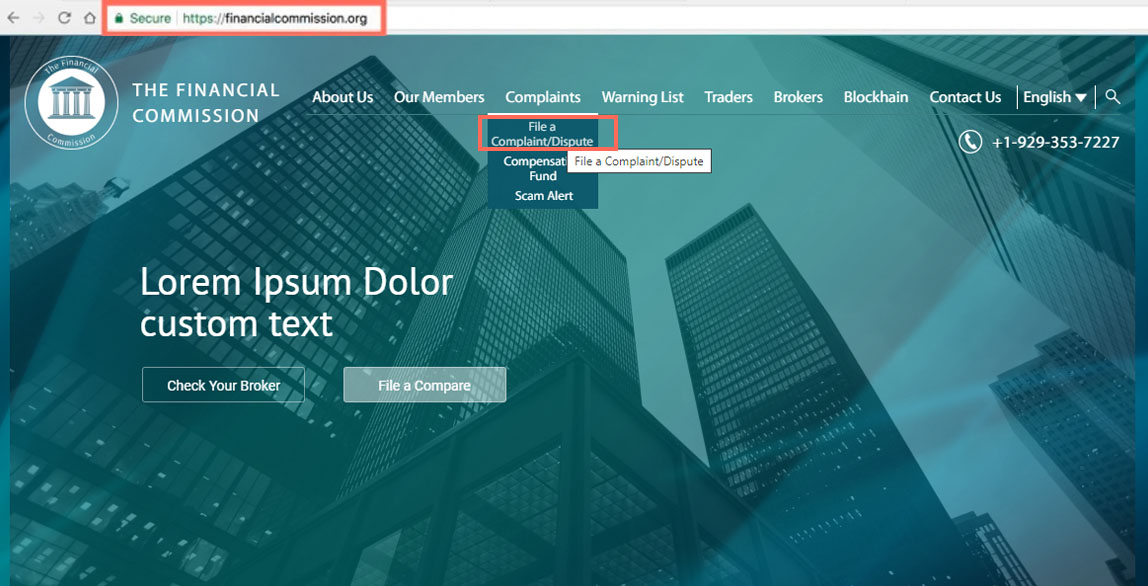 Secure https://financialcommission.org
The Financial
Commission
THE FINANCIAL
COMMISSION
About Us Our Members Complaints Warning List Traders Brokers Blockhain Contact Us English
+1-929-353-7227
File a
Complaint/Dispute
Compensati
Fund
File a Complaint/Dispute
Scam Alert
Lorem Ipsum Dolor
custom text
Check Your Broker File a Compare